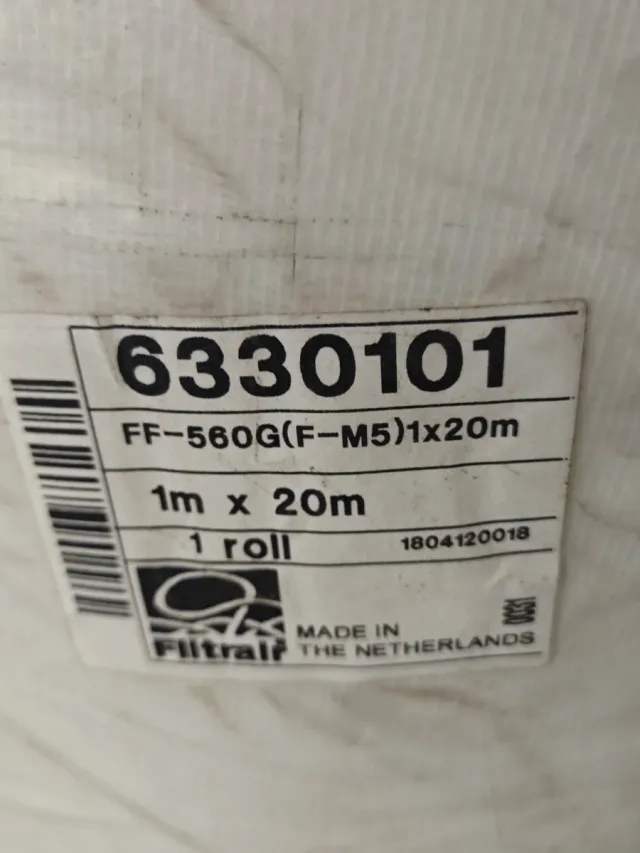 6330101
FF-560G(F-M5)1x20m
1m x 20m
1 roll 1804120018
Filtrair
MADE IN
THE NETHERLANDS